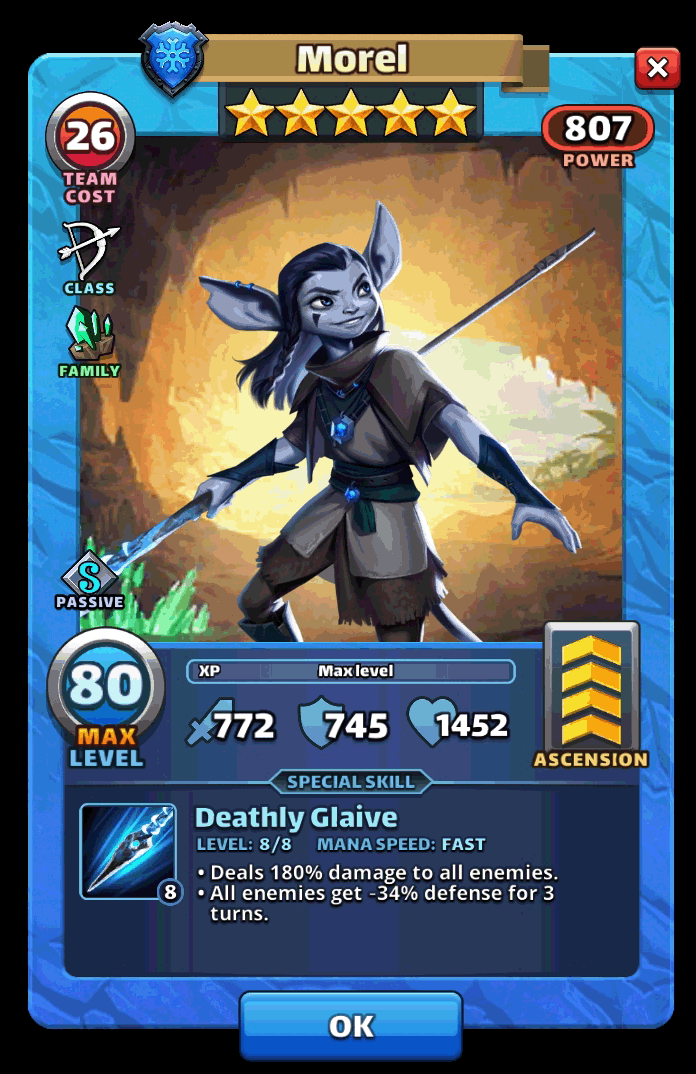 Morel
26
TEAM
COST
807
POWER
CLASS
FAMILY
S
PASSIVE
80
MAX
LEVEL
XP Max level
772 745 1452
ASCENSION
SPECIAL SKILL
Deathly Glaive
LEVEL: 8/8 MANA SPEED: FAST
8
• Deals 180% damage to all enemies.
• All enemies get -34% defense for 3
turns.
OK